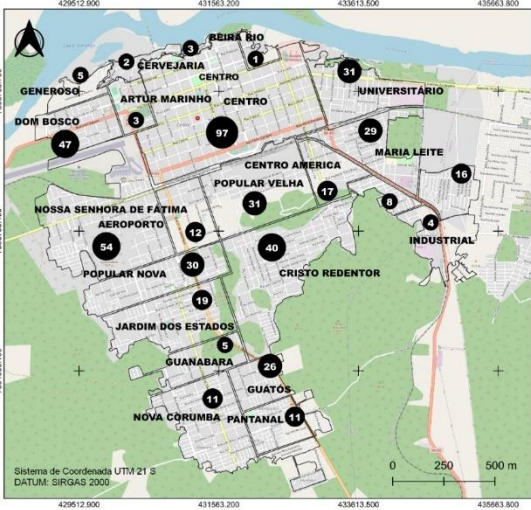 429512.900 431563.200 433613.500 435663.800
BEIRA RIO
3
2
CERVEJARIA
1
5
CENTRO
31
GENEROSO
ARTUR MARINHO
CENTRO
UNIVERSITÁRIO
DOM BOSCO
3
47
97
29
MARIA LEITE
CENTRO AMERICA
16
POPULAR VELHA
17
NOSSA SENHORA DE FÁTIMA
31
8
AEROPORTO
12
4
54
40
INDUSTRIAL
30
POPULAR NOVA
CRISTO REDENTOR
19
JARDIM DOS ESTADOS
5
GUANABARA
26
GUATOS
11
NOVA CORUMBA
PANTANAL
11
Sistema de Coordenada UTM 21 S
DATUM: SIRGAS 2000
0 250 500 m
429512.900 431563.200 433613.500 435663.800